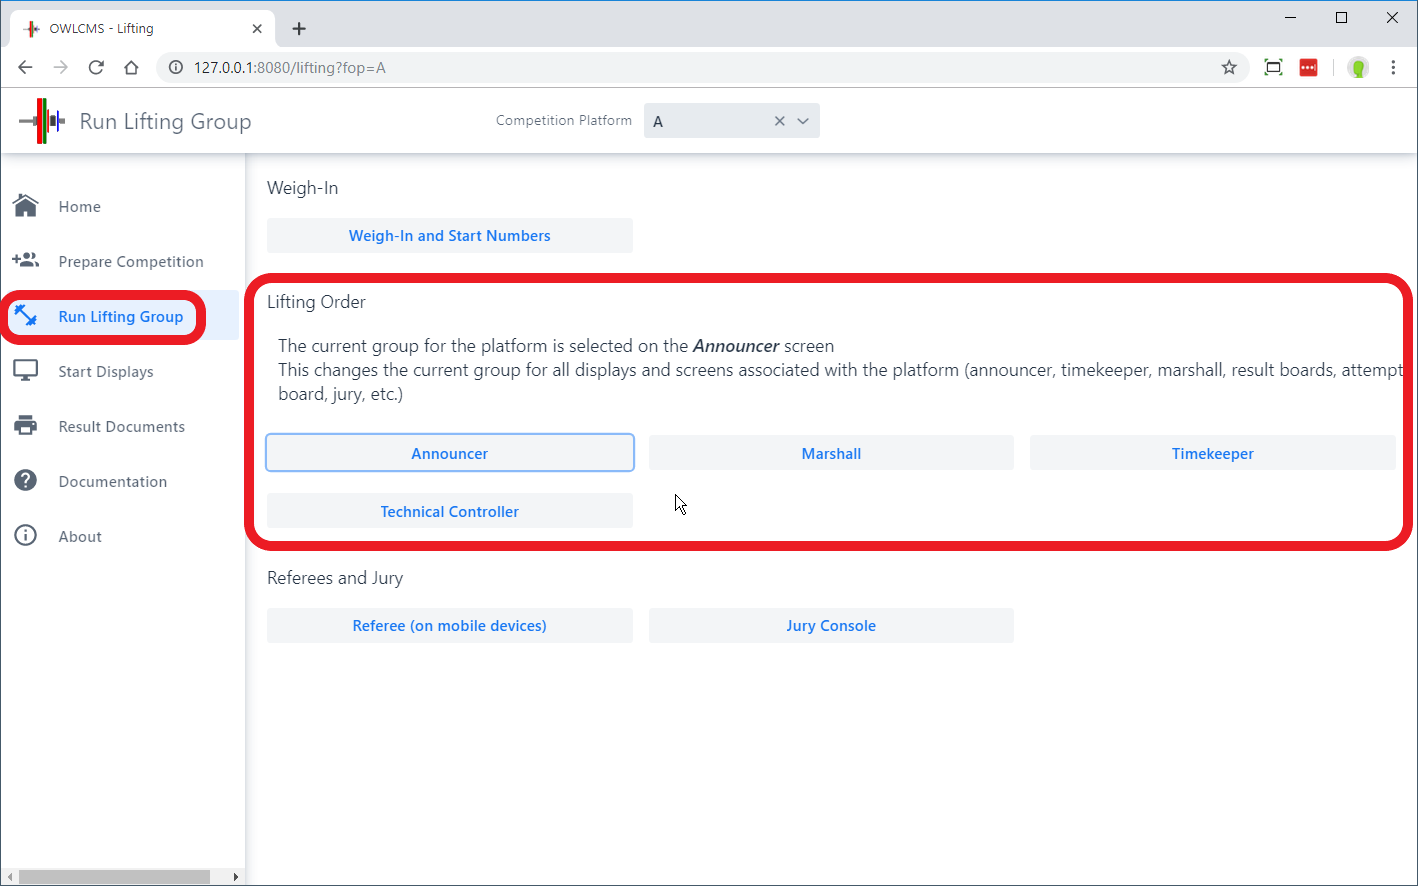 OWLCMS - Lifting
127.0.0.1:8080/lifting?fop=A
Run Lifting Group
Competition Platform
A
Home
Prepare Competition
Run Lifting Group
Start Displays
Result Documents
Documentation
About
Weigh-In
Weigh-In and Start Numbers
Lifting Order
The current group for the platform is selected on the Announcer screen
This changes the current group for all displays and screens associated with the platform (announcer, timekeeper, marshall, result boards, attempt
board, jury, etc.)
Announcer
Marshall
Timekeeper
Technical Controller
Referees and Jury
Referee (on mobile devices)
Jury Console